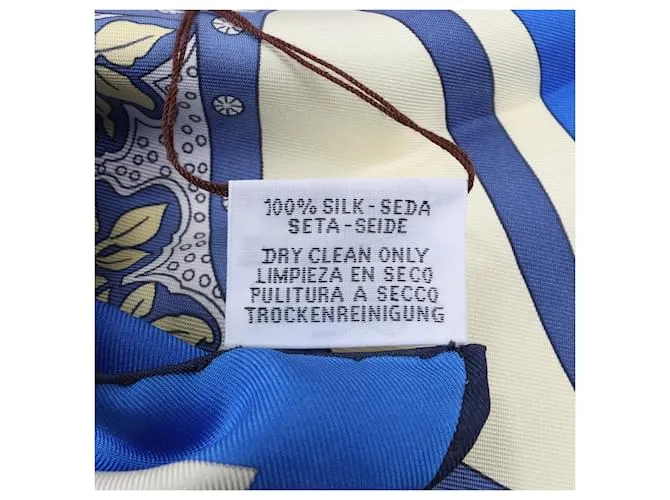 100% SILK-SEDA
SETA-SEIDE
DRY CLEAN ONLY
LIMPIEZA EN SECO
PULITURA A SECCO
TROCKENREINIGUNG